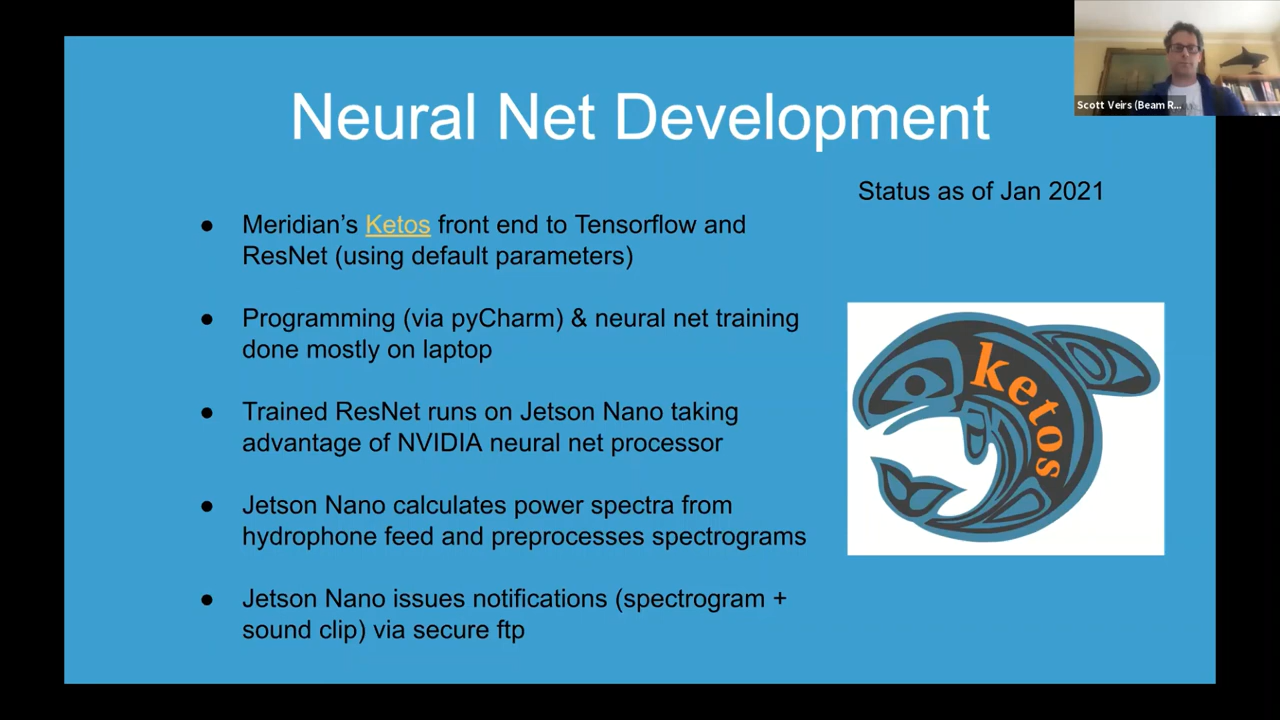 Scott Veirs (Beam R...
Neural Net Development
Status as of Jan 2021
● Meridian’s Ketos front end to Tensorflow and
ResNet (using default parameters)
● Programming (via pyCharm) & neural net training
done mostly on laptop
● Trained ResNet runs on Jetson Nano taking
advantage of NVIDIA neural net processor
● Jetson Nano calculates power spectra from
hydrophone feed and preprocesses spectrograms
● Jetson Nano issues notifications (spectrogram +
sound clip) via secure ftp
ketos